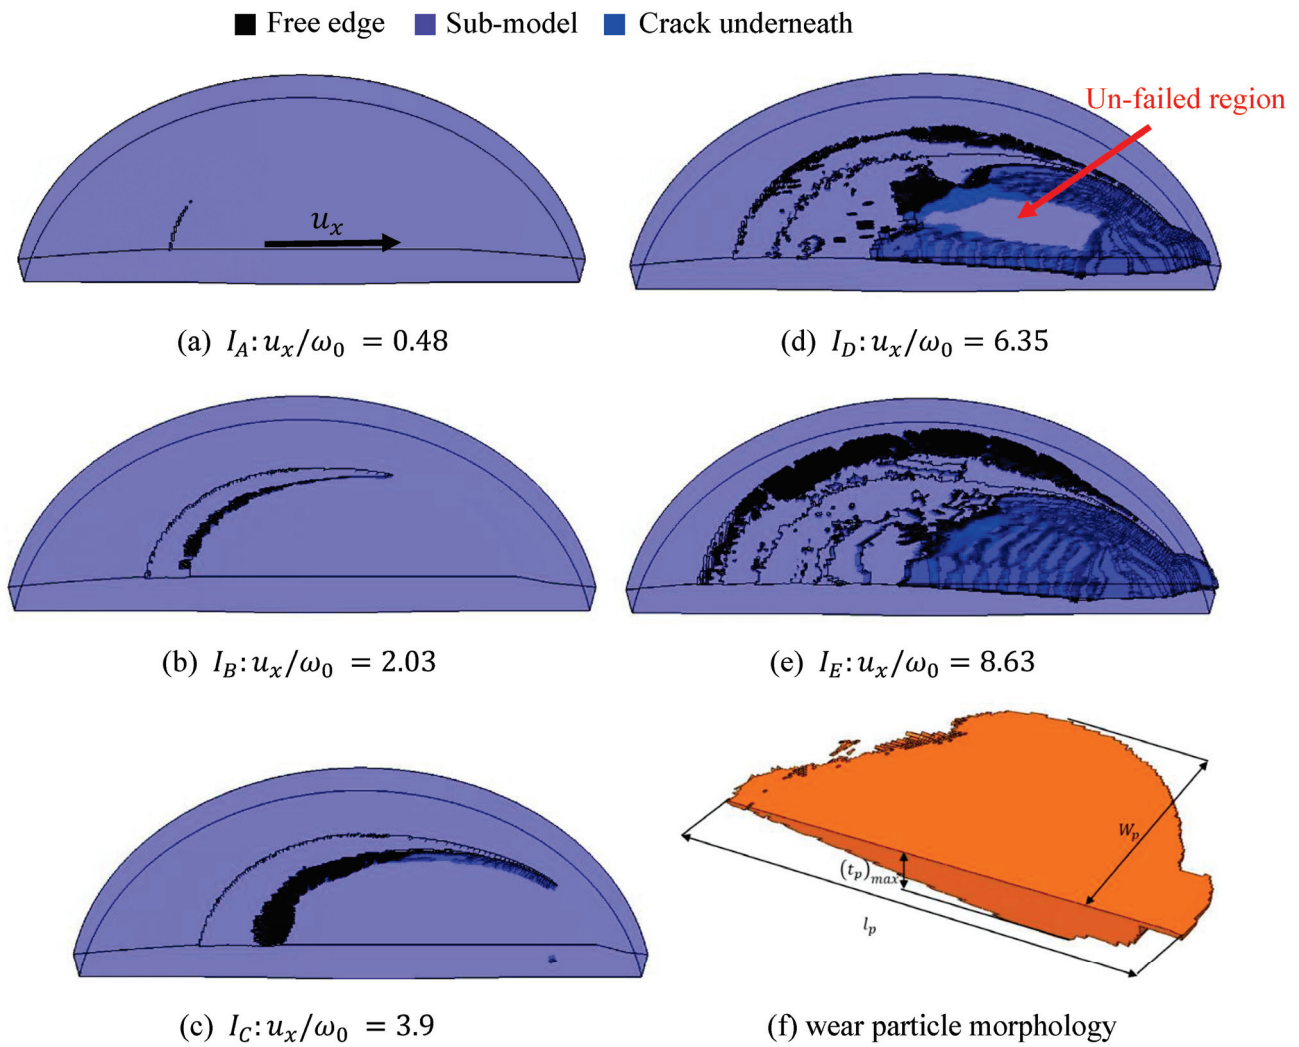 Free edge Sub-model Crack underneath
Un-failed region
u_x
(a) I_A: u_x/ω_0 = 0.48
(d) I_D: u_x/ω_0 = 6.35
(b) I_B: u_x/ω_0 = 2.03
(e) I_E: u_x/ω_0 = 8.63
W_p
(t_p)_max
l_p
(c) I_C: u_x/ω_0 = 3.9
(f) wear particle morphology